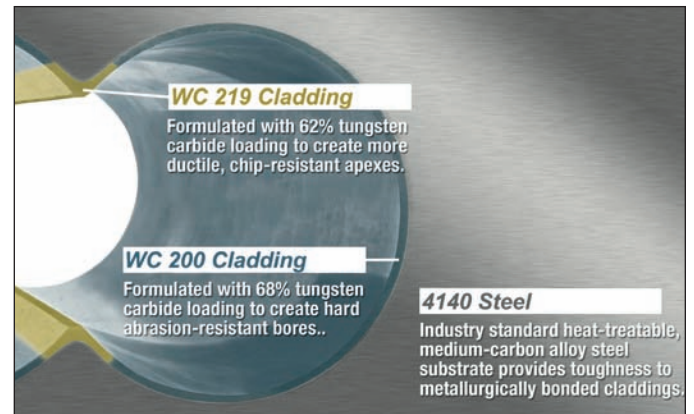 WC 219 Cladding
Formulated with 62% tungsten
carbide loading to create more
ductile, chip-resistant apexes.
WC 200 Cladding
Formulated with 68% tungsten
carbide loading to create hard
abrasion-resistant bores..
4140 Steel
Industry standard heat-treatable,
medium-carbon alloy steel
substrate provides toughness to
metallurgically bonded claddings.